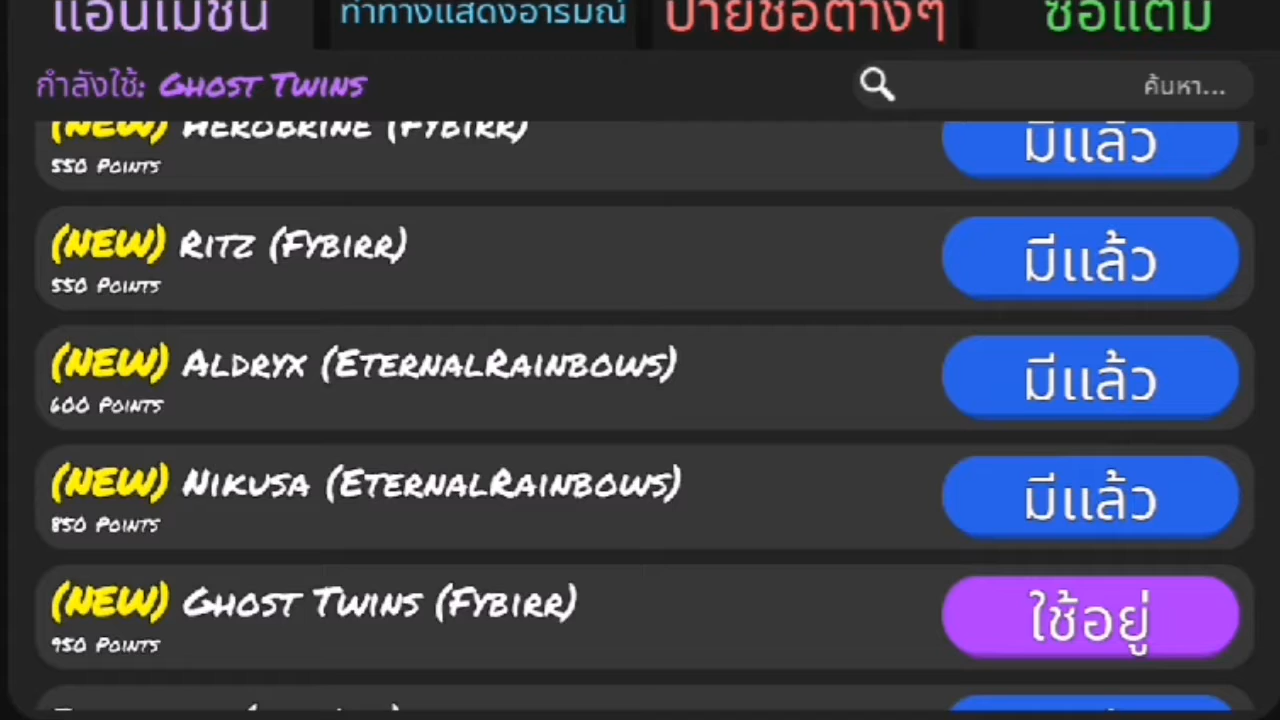 แอนิเมชั่น
ท่าทางแสดงอารมณ์
ป้ายชื่อต่างๆ
ซื้อแต้ม
กำลังใช้: Ghost Twins
ค้นหา...
(NEW) Herobrine (Fybirr)
550 Points
มีแล้ว
(NEW) Ritz (Fybirr)
550 Points
มีแล้ว
(NEW) Aldryx (EternalRainbows)
600 Points
มีแล้ว
(NEW) Nikusa (EternalRainbows)
850 Points
มีแล้ว
(NEW) Ghost Twins (Fybirr)
950 Points
ใช้อยู่